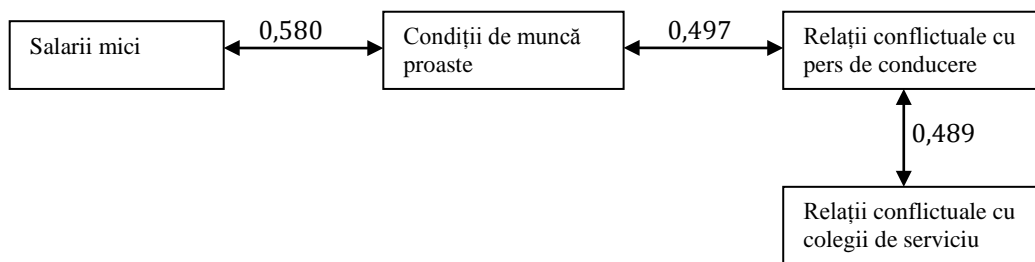 Salarii mici
0,580
Condiții de muncă
proaste
0,497
Relații conflictuale cu
pers de conducere
0,489
Relații conflictuale cu
colegii de serviciu